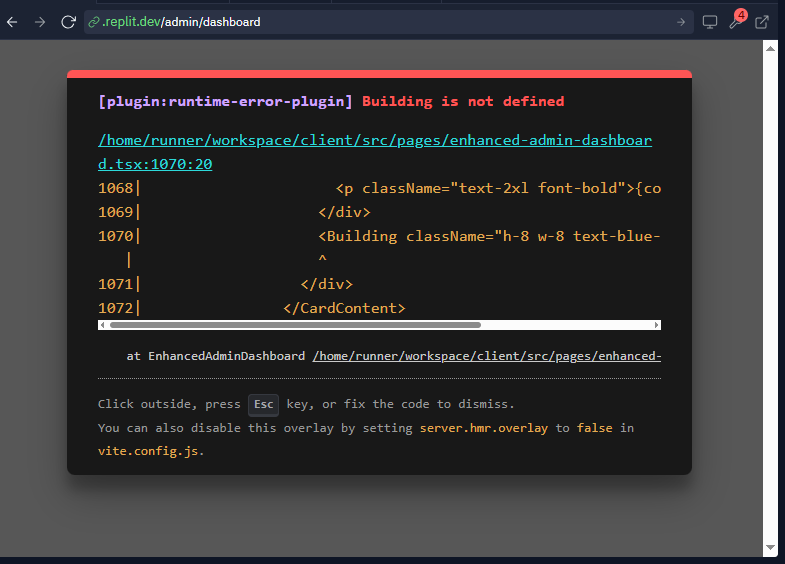 .replit.dev/admin/dashboard
4
[plugin:runtime-error-plugin] Building is not defined
/home/runner/workspace/client/src/pages/enhanced-admin-dashboar
d.tsx:1070:20
1068| <p className="text-2xl font-bold">{co
1069| </div>
1070| <Building className="h-8 w-8 text-blue-
| ^
1071| </div>
1072| </CardContent>
at EnhancedAdminDashboard /home/runner/workspace/client/src/pages/enhanced-
Click outside, press Esc key, or fix the code to dismiss.
You can also disable this overlay by setting server.hmr.overlay to false in
vite.config.js.